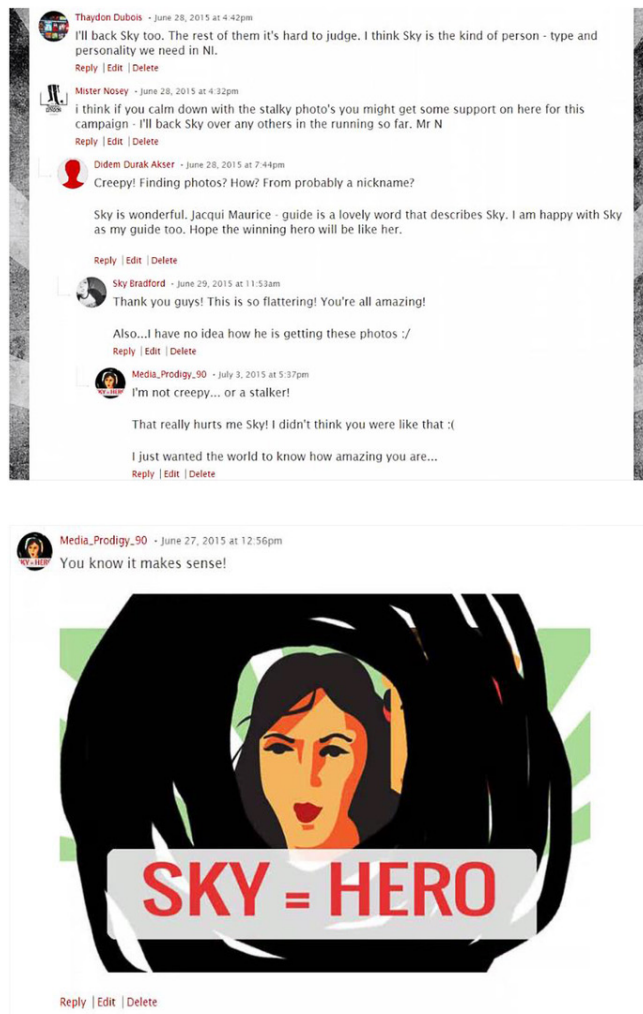 Thaydon Dubois • June 28, 2015 at 4:42pm
I'll back Sky too. The rest of them it's hard to judge. I think Sky is the kind of person - type and
personality we need in NI.
Reply | Edit | Delete
Mister Nosey • June 28, 2015 at 4:32pm
i think if you calm down with the stalky photo's you might get some support on here for this
campaign - I'll back Sky over any others in the running so far. Mr N
Reply | Edit | Delete
Didem Durak Akser • June 28, 2015 at 7:44pm
Creepy! Finding photos? How? From probably a nickname?
Sky is wonderful. Jacqui Maurice - guide is a lovely word that describes Sky. I am happy with Sky
as my guide too. Hope the winning hero will be like her.
Reply | Edit | Delete
Sky Bradford • June 29, 2015 at 11:53am
Thank you guys! This is so flattering! You're all amazing!
Also...I have no idea how he is getting these photos :/
Reply | Edit | Delete
Media_Prodigy_90 • July 3, 2015 at 5:37pm
I'm not creepy... or a stalker!
That really hurts me Sky! I didn't think you were like that :(
I just wanted the world to know how amazing you are...
Reply | Edit | Delete
Media_Prodigy_90 • June 27, 2015 at 12:56pm
You know it makes sense!
SKY = HERO
Reply | Edit | Delete